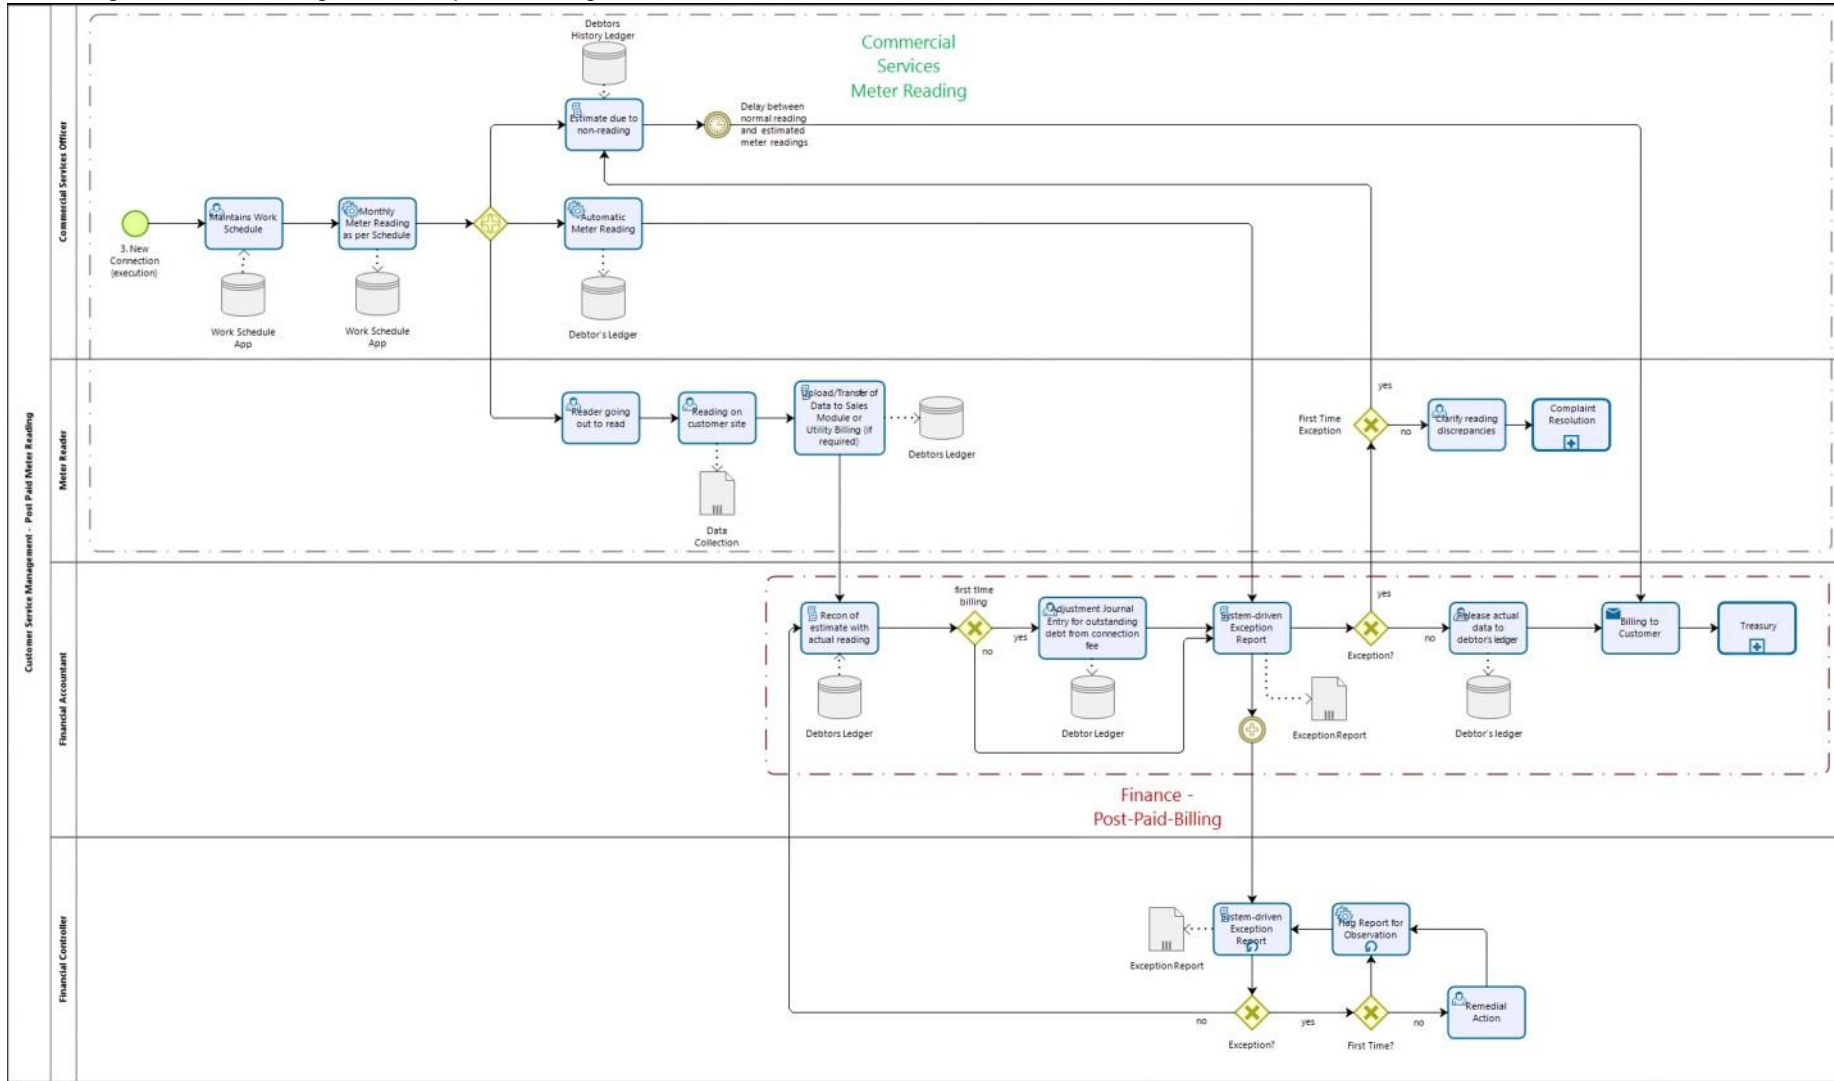 Customer Service Management - Post Paid Meter Reading
Commercial Services Officer
Debtors
History Ledger
Commercial
Services
Meter Reading
Estimate due to
non-reading
Delay between
normal reading
and estimated
meter readings
3. New
Connection
(execution)
Maintains Work
Schedule
Monthly
Meter Reading
as per Schedule
Automatic
Meter Reading
Work Schedule
App
Work Schedule
App
Debtor's Ledger
Meter Reader
Reader going
out to read
Reading on
customer site
Upload/Transfer of
Data to Sales
Module or
Utility Billing (if
required)
Debtors Ledger
Data
Collection
yes
First Time
Exception
no
Clarify reading
discrepancies
Complaint
Resolution
Financial Accountant
Recon of
estimate with
actual reading
Debtors Ledger
first time
billing
yes
no
Adjustment Journal
Entry for outstanding
debt from connection
fee
Debtor Ledger
System-driven
Exception
Report
Exception Report
yes
Exception?
no
Release actual
data to
debtor's ledger
Debtor's ledger
Billing to
Customer
Treasury
Finance -
Post-Paid-Billing
Financial Controller
Exception Report
System-driven
Exception
Report
Flag Report for
Observation
no
Exception?
yes
First Time?
no
Remedial
Action